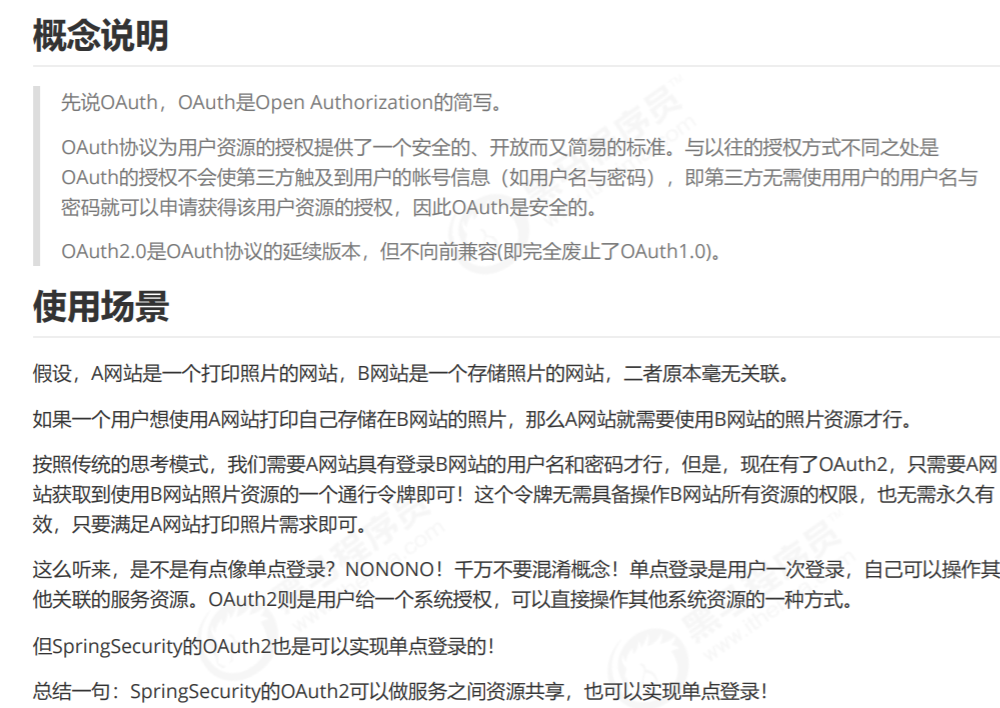 概念说明
先说OAuth，OAuth是Open Authorization的简写。
OAuth协议为用户资源的授权提供了一个安全的、开放而又简易的标准。与以往的授权方式不同之处是
OAuth的授权不会使第三方触及到用户的帐号信息（如用户名与密码），即第三方无需使用用户的用户名与
密码就可以申请获得该用户资源的授权，因此OAuth是安全的。
OAuth2.0是OAuth协议的延续版本，但不向前兼容(即完全废止了OAuth1.0)。
使用场景
假设，A网站是一个打印照片的网站，B网站是一个存储照片的网站，二者原本毫无关联。
如果一个用户想使用A网站打印自己存储在B网站的照片，那么A网站就需要使用B网站的照片资源才行。
按照传统的思考模式，我们需要A网站具有登录B网站的用户名和密码才行，但是，现在有了OAuth2，只需要A网
站获取到使用B网站照片资源的一个通行令牌即可！这个令牌无需具备操作B网站所有资源的权限，也无需永久有
效，只要满足A网站打印照片需求即可。
这么听来，是不是有点像单点登录？NONONO！千万不要混淆概念！单点登录是用户一次登录，自己可以操作其
他关联的服务资源。OAuth2则是用户给一个系统授权，可以直接操作其他系统资源的一种方式。
但SpringSecurity的OAuth2也是可以实现单点登录的！
总结一句：SpringSecurity的OAuth2可以做服务之间资源共享，也可以实现单点登录！